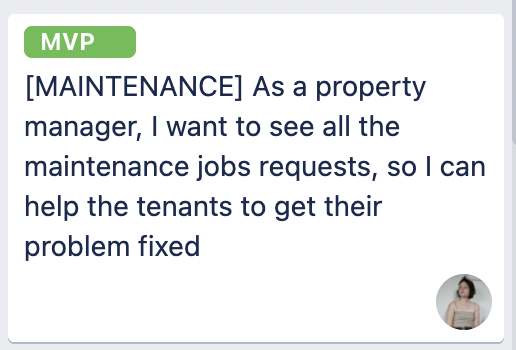 MVP
[MAINTENANCE] As a property
manager, I want to see all the
maintenance jobs requests, so I can
help the tenants to get their
problem fixed